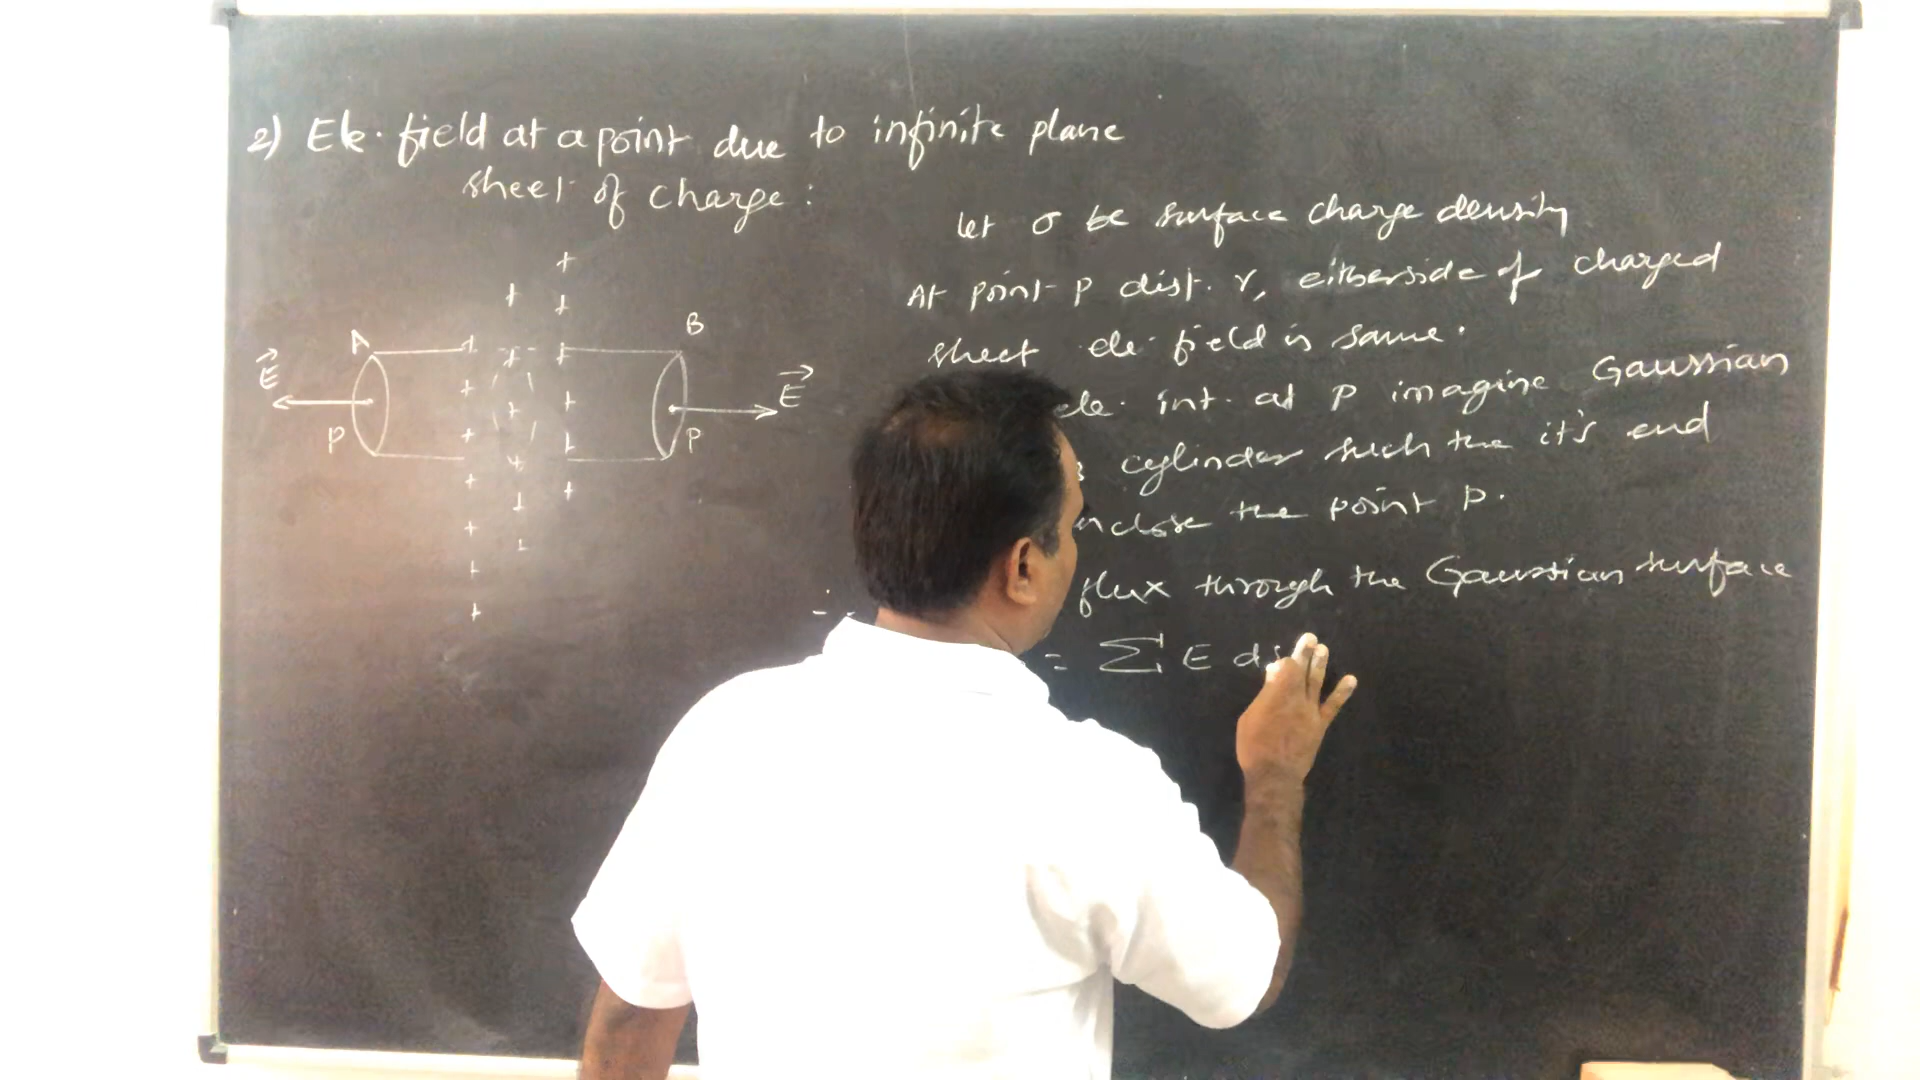 2) Ele. field at a point due to infinite plane
sheet of charge :
A
B
E
E
P
P
let σ be surface charge density
At point P dist. r, eitherside of charged
sheet ele. field is same.
ele. int. at P imagine Gaussian
cylinder such the it's end
the point P.
flux through the Gaussian surface
= Σ E ds